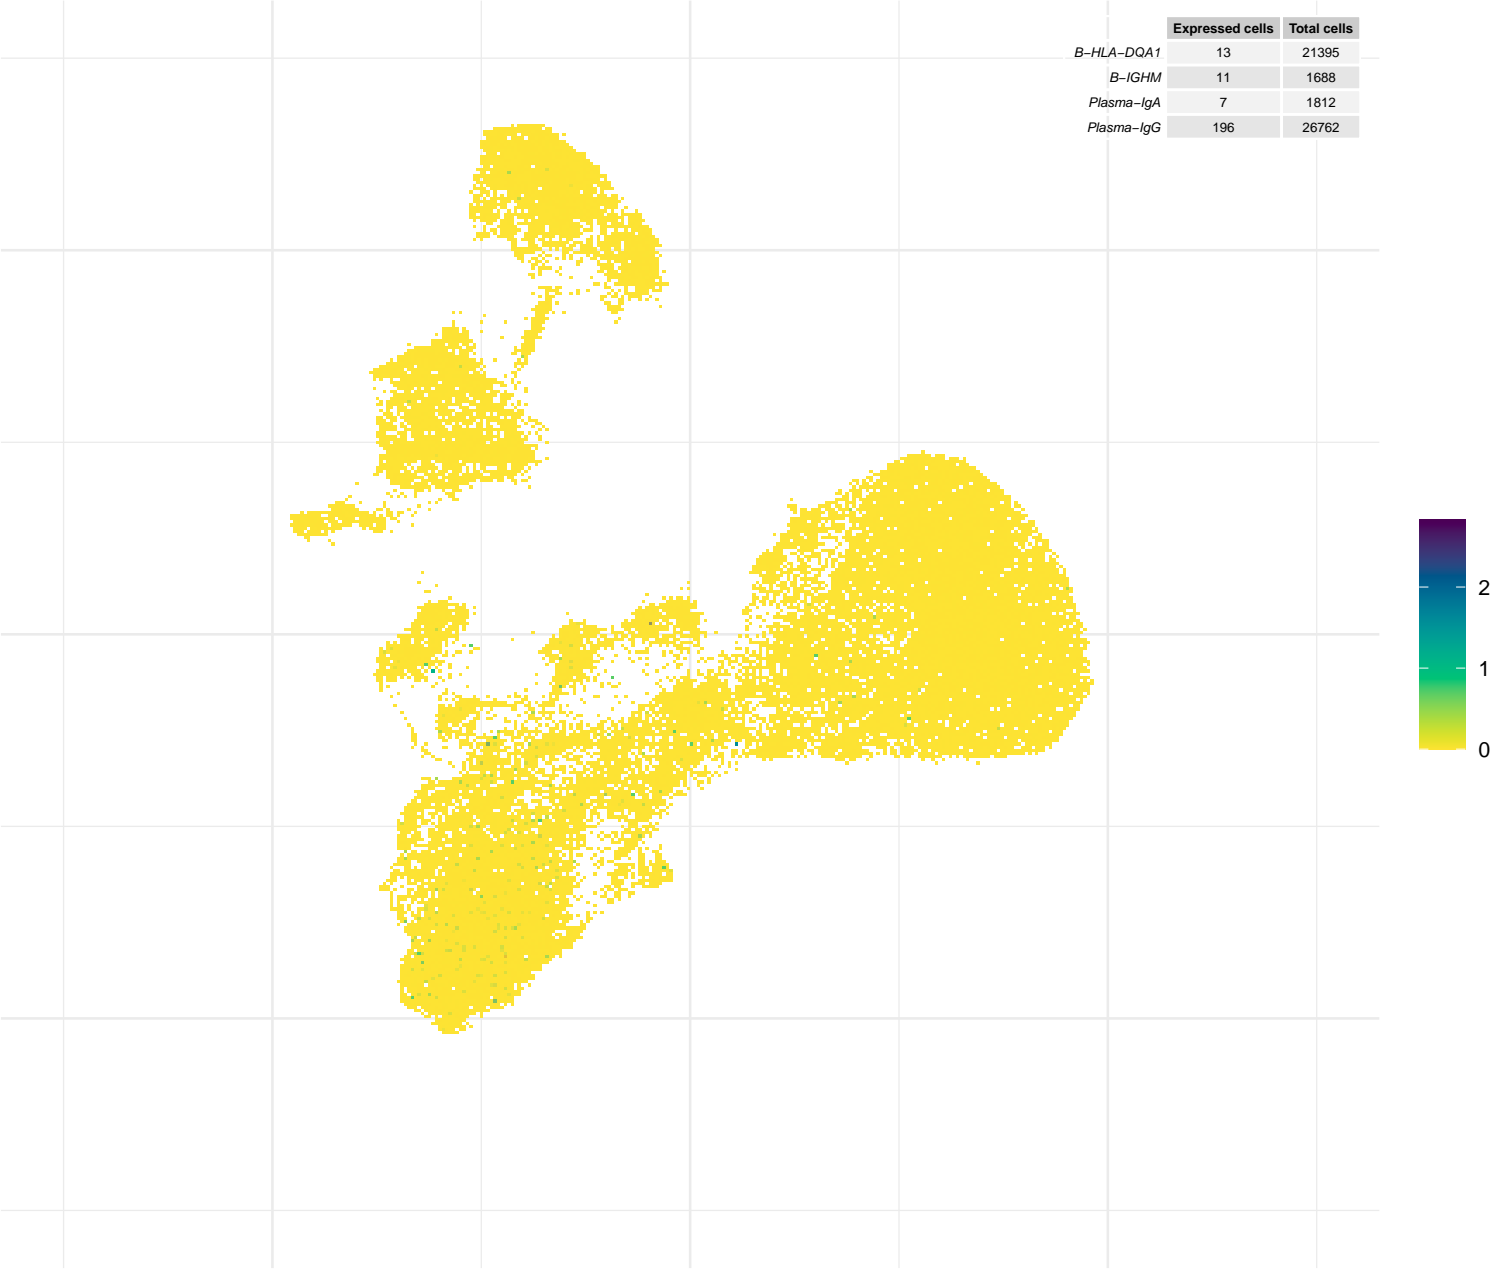 Expressed cells Total cells
B−HLA−DQA1 13 21395
B−IGHM 11 1688
Plasma−IgA 7 1812
Plasma−IgG 196 26762
2
1
0